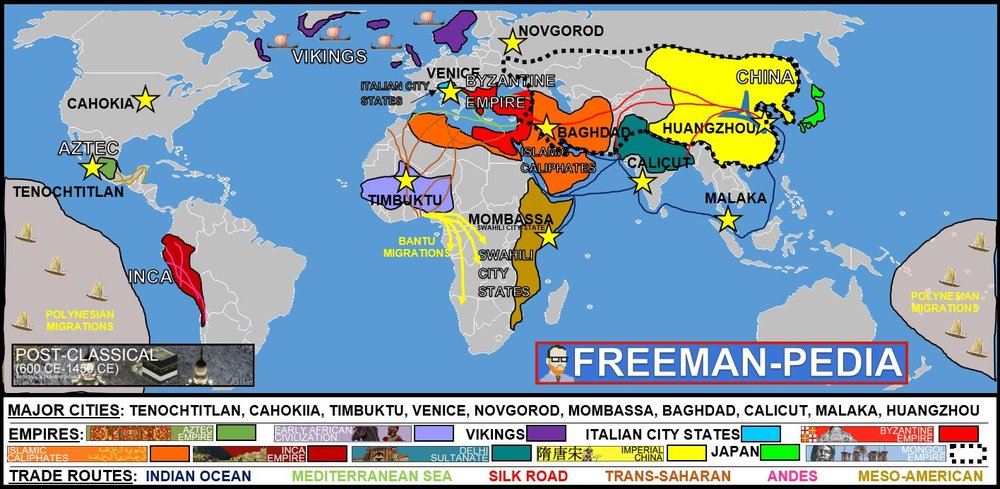 NOVGOROD
VIKINGS
VENICE
ITALIAN CITY
STATES
BYZANTINE
EMPIRE
CHINA
CAHOKIA
BAGHDAD
HUANGZHOU
AZTEC
ISLAMIC
CALIPHATES
CALICUT
TENOCHTITLAN
TIMBUKTU
MALAKA
MOMBASSA
SWAHILI CITY-STATE
BANTU
MIGRATIONS
SWAHILI
CITY
STATES
INCA
POLYNESIAN
MIGRATIONS
POLYNESIAN
MIGRATIONS
POST-CLASSICAL
(600 CE-1450 CE)
FREEMAN-PEDIA
MAJOR CITIES: TENOCHTITLAN, CAHOKIIA, TIMBUKTU, VENICE, NOVGOROD, MOMBASSA, BAGHDAD, CALICUT, MALAKA, HUANGZHOU
EMPIRES: AZTEC EMPIRE EARLY AFRICAN CIVILIZATION VIKINGS ITALIAN CITY STATES BYZANTINE EMPIRE
ISLAMIC CALIPHATES INCA EMPIRE DELHI SULTANATE 隋唐宋 IMPERIAL CHINA JAPAN MONGOL EMPIRE
TRADE ROUTES: INDIAN OCEAN MEDITERRANEAN SEA SILK ROAD TRANS-SAHARAN ANDES MESO-AMERICAN